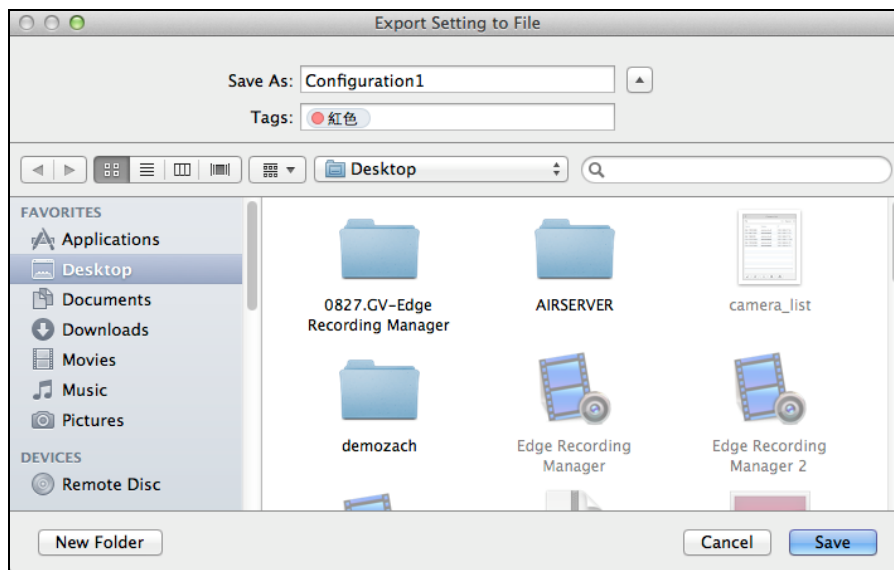 Export Setting to File
Save As: Configuration1
Tags: 紅色
Desktop
FAVORITES
Applications
Desktop
Documents
Downloads
Movies
Music
Pictures
DEVICES
Remote Disc
0827.GV-Edge
Recording Manager
AIRSERVER
camera_list
demozach
Edge Recording
Manager
Edge Recording
Manager 2
New Folder
Cancel
Save